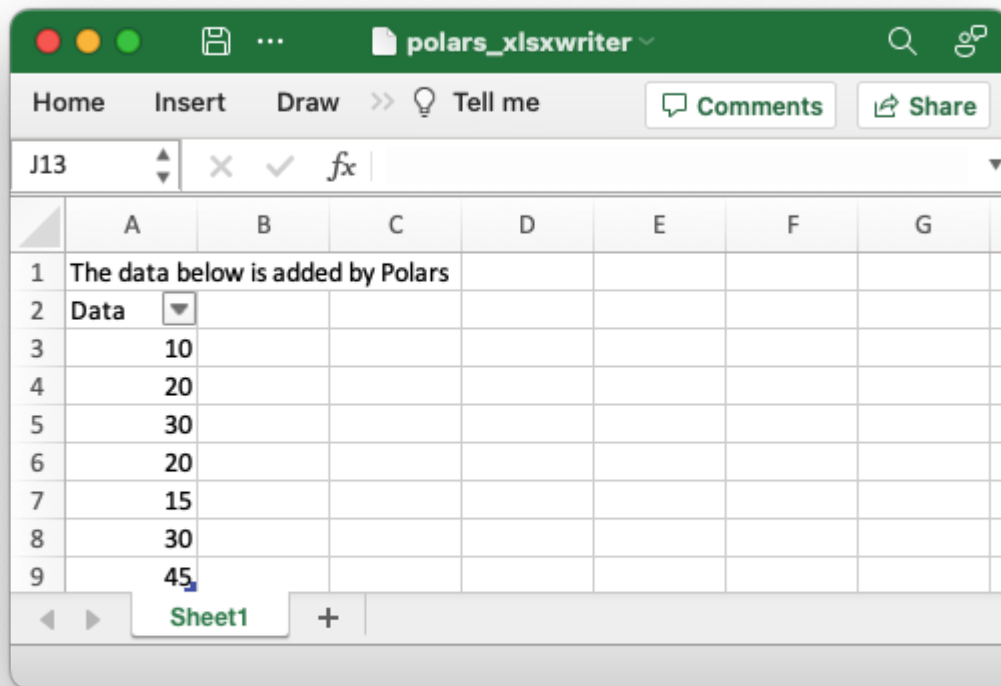 polars_xlsxwriter
Home Insert Draw >> Tell me Comments Share
J13 fx
A B C D E F G
1 The data below is added by Polars
2 Data
3 10
4 20
5 30
6 20
7 15
8 30
9 45
Sheet1 +